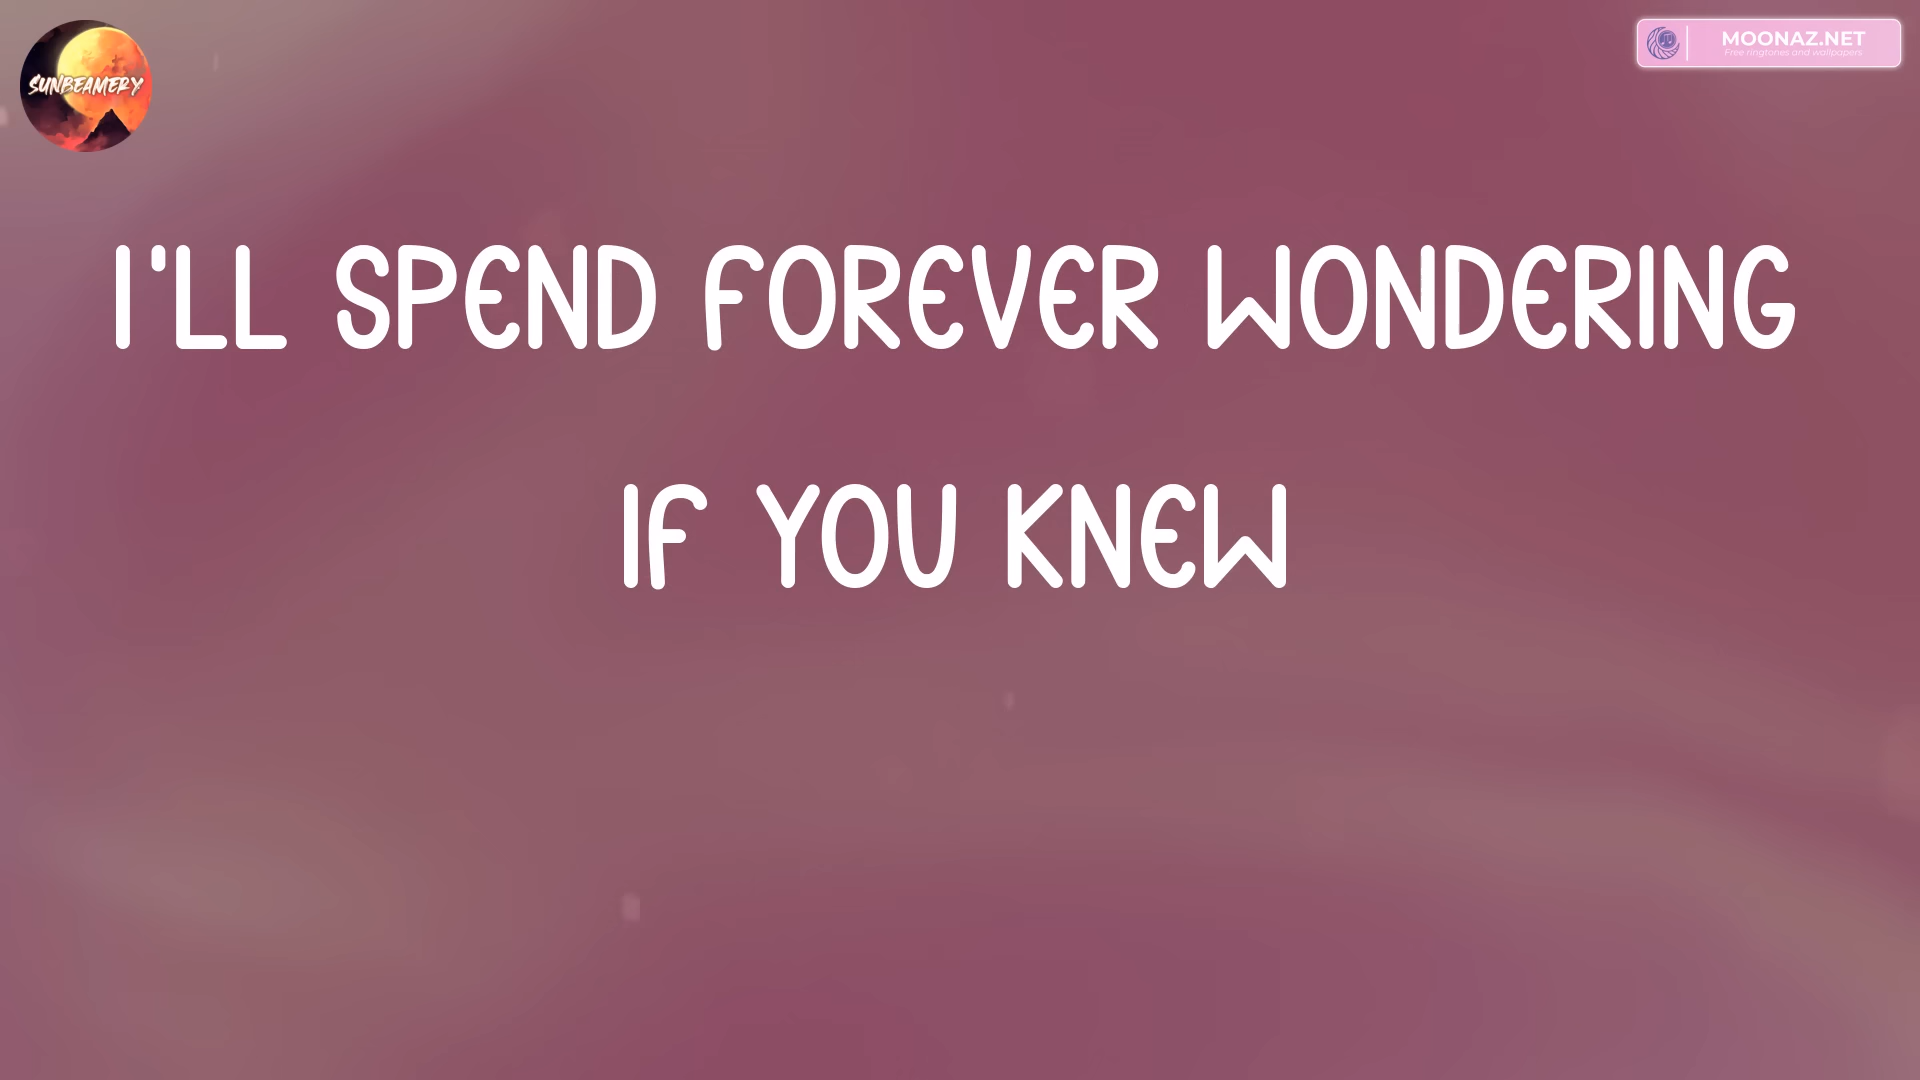 SUNBEAMERY
MOONAZ.NET
Free ringtones and wallpapers
I'LL SPEND FOREVER WONDERING
IF YOU KNEW